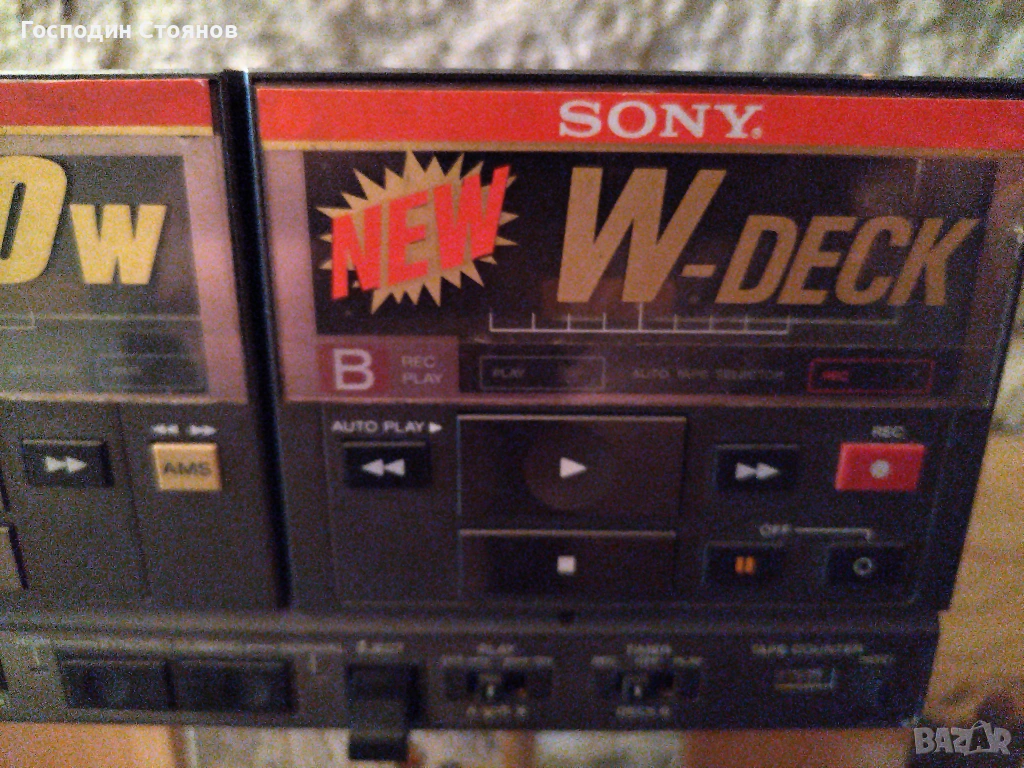 Господин Стоянов
SONY
0W
NEW
W-DECK
B REC PLAY
PLAY
AUTO TAPE SELECTOR
REC
AUTO PLAY
AMS
REC
OFF
EJECT
PLAY
TIMER
TAPE COUNTER
BAZAR